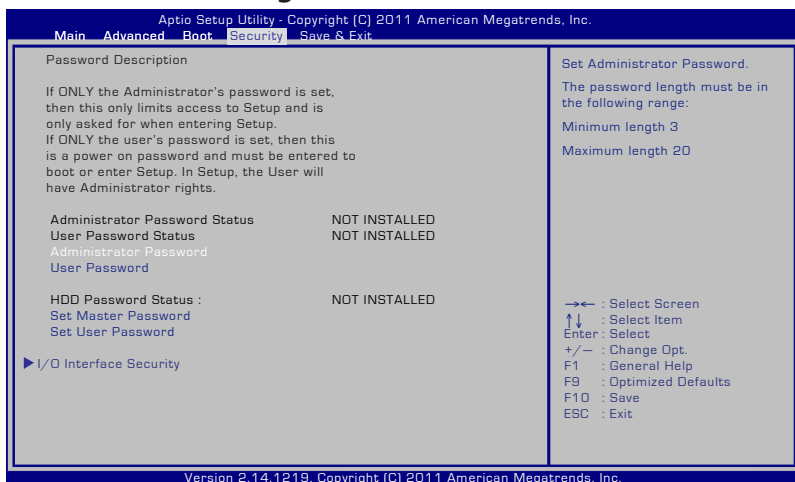 Aptio Setup Utility - Copyright (C) 2011 American Megatrends, Inc.
Main Advanced Boot Security Save & Exit
Password Description
If ONLY the Administrator's password is set,
then this only limits access to Setup and is
only asked for when entering Setup.
If ONLY the user's password is set, then this
is a power on password and must be entered to
boot or enter Setup. In Setup, the User will
have Administrator rights.
Administrator Password Status NOT INSTALLED
User Password Status NOT INSTALLED
Administrator Password
User Password
HDD Password Status : NOT INSTALLED
Set Master Password
Set User Password
I/O Interface Security
Set Administrator Password.
The password length must be in
the following range:
Minimum length 3
Maximum length 20
→← : Select Screen
↑↓ : Select Item
Enter : Select
+/— : Change Opt.
F1 : General Help
F9 : Optimized Defaults
F10 : Save
ESC : Exit
Version 2.14.1219. Copyright (C) 2011 American Megatrends, Inc.